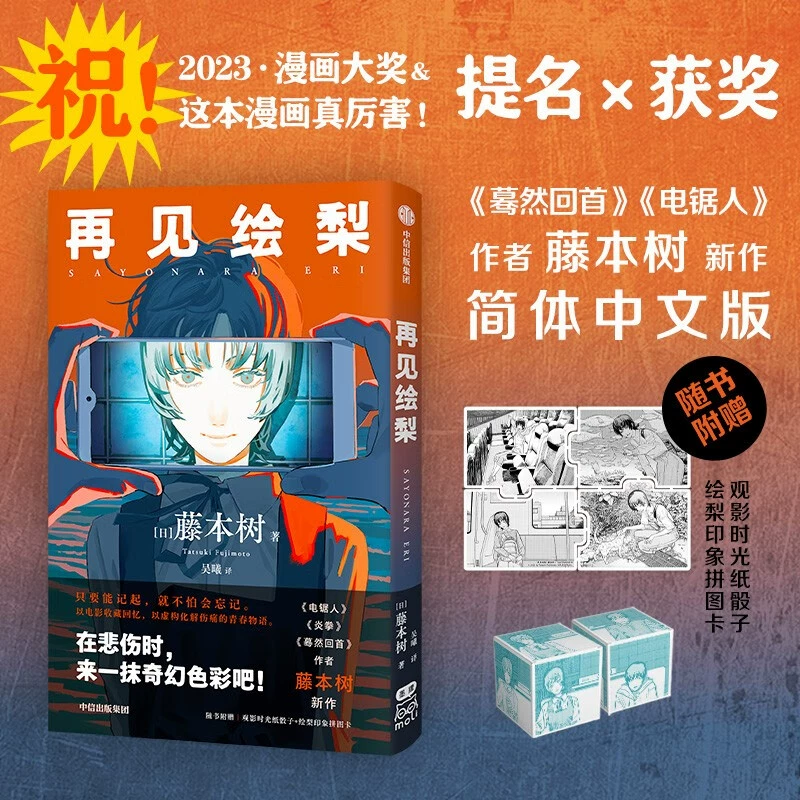 祝!
2023·漫画大奖&
这本漫画真厉害!
提名×获奖
《蓦然回首》《电锯人》
作者 藤本树 新作
简体中文版
随书
附赠
观影时光纸骰子
绘梨印象拼图卡
再见绘梨
SAYONARA ERI
[日]藤本树 著
Tatsuki Fujimoto
吴曦 译
只要能记起,就不怕会忘记。
以电影收藏回忆,以虚构化解伤痛的青春物语。
在悲伤时,
来一抹奇幻色彩吧!
中信出版集团
《电锯人》
《炎拳》
《蓦然回首》
作者
藤本树
新作
随书附赠|观影时光纸骰子+绘梨印象拼图卡
中信出版集团
再见绘梨
SAYONARA ERI
[日]藤本树 著
吴曦 译
moli